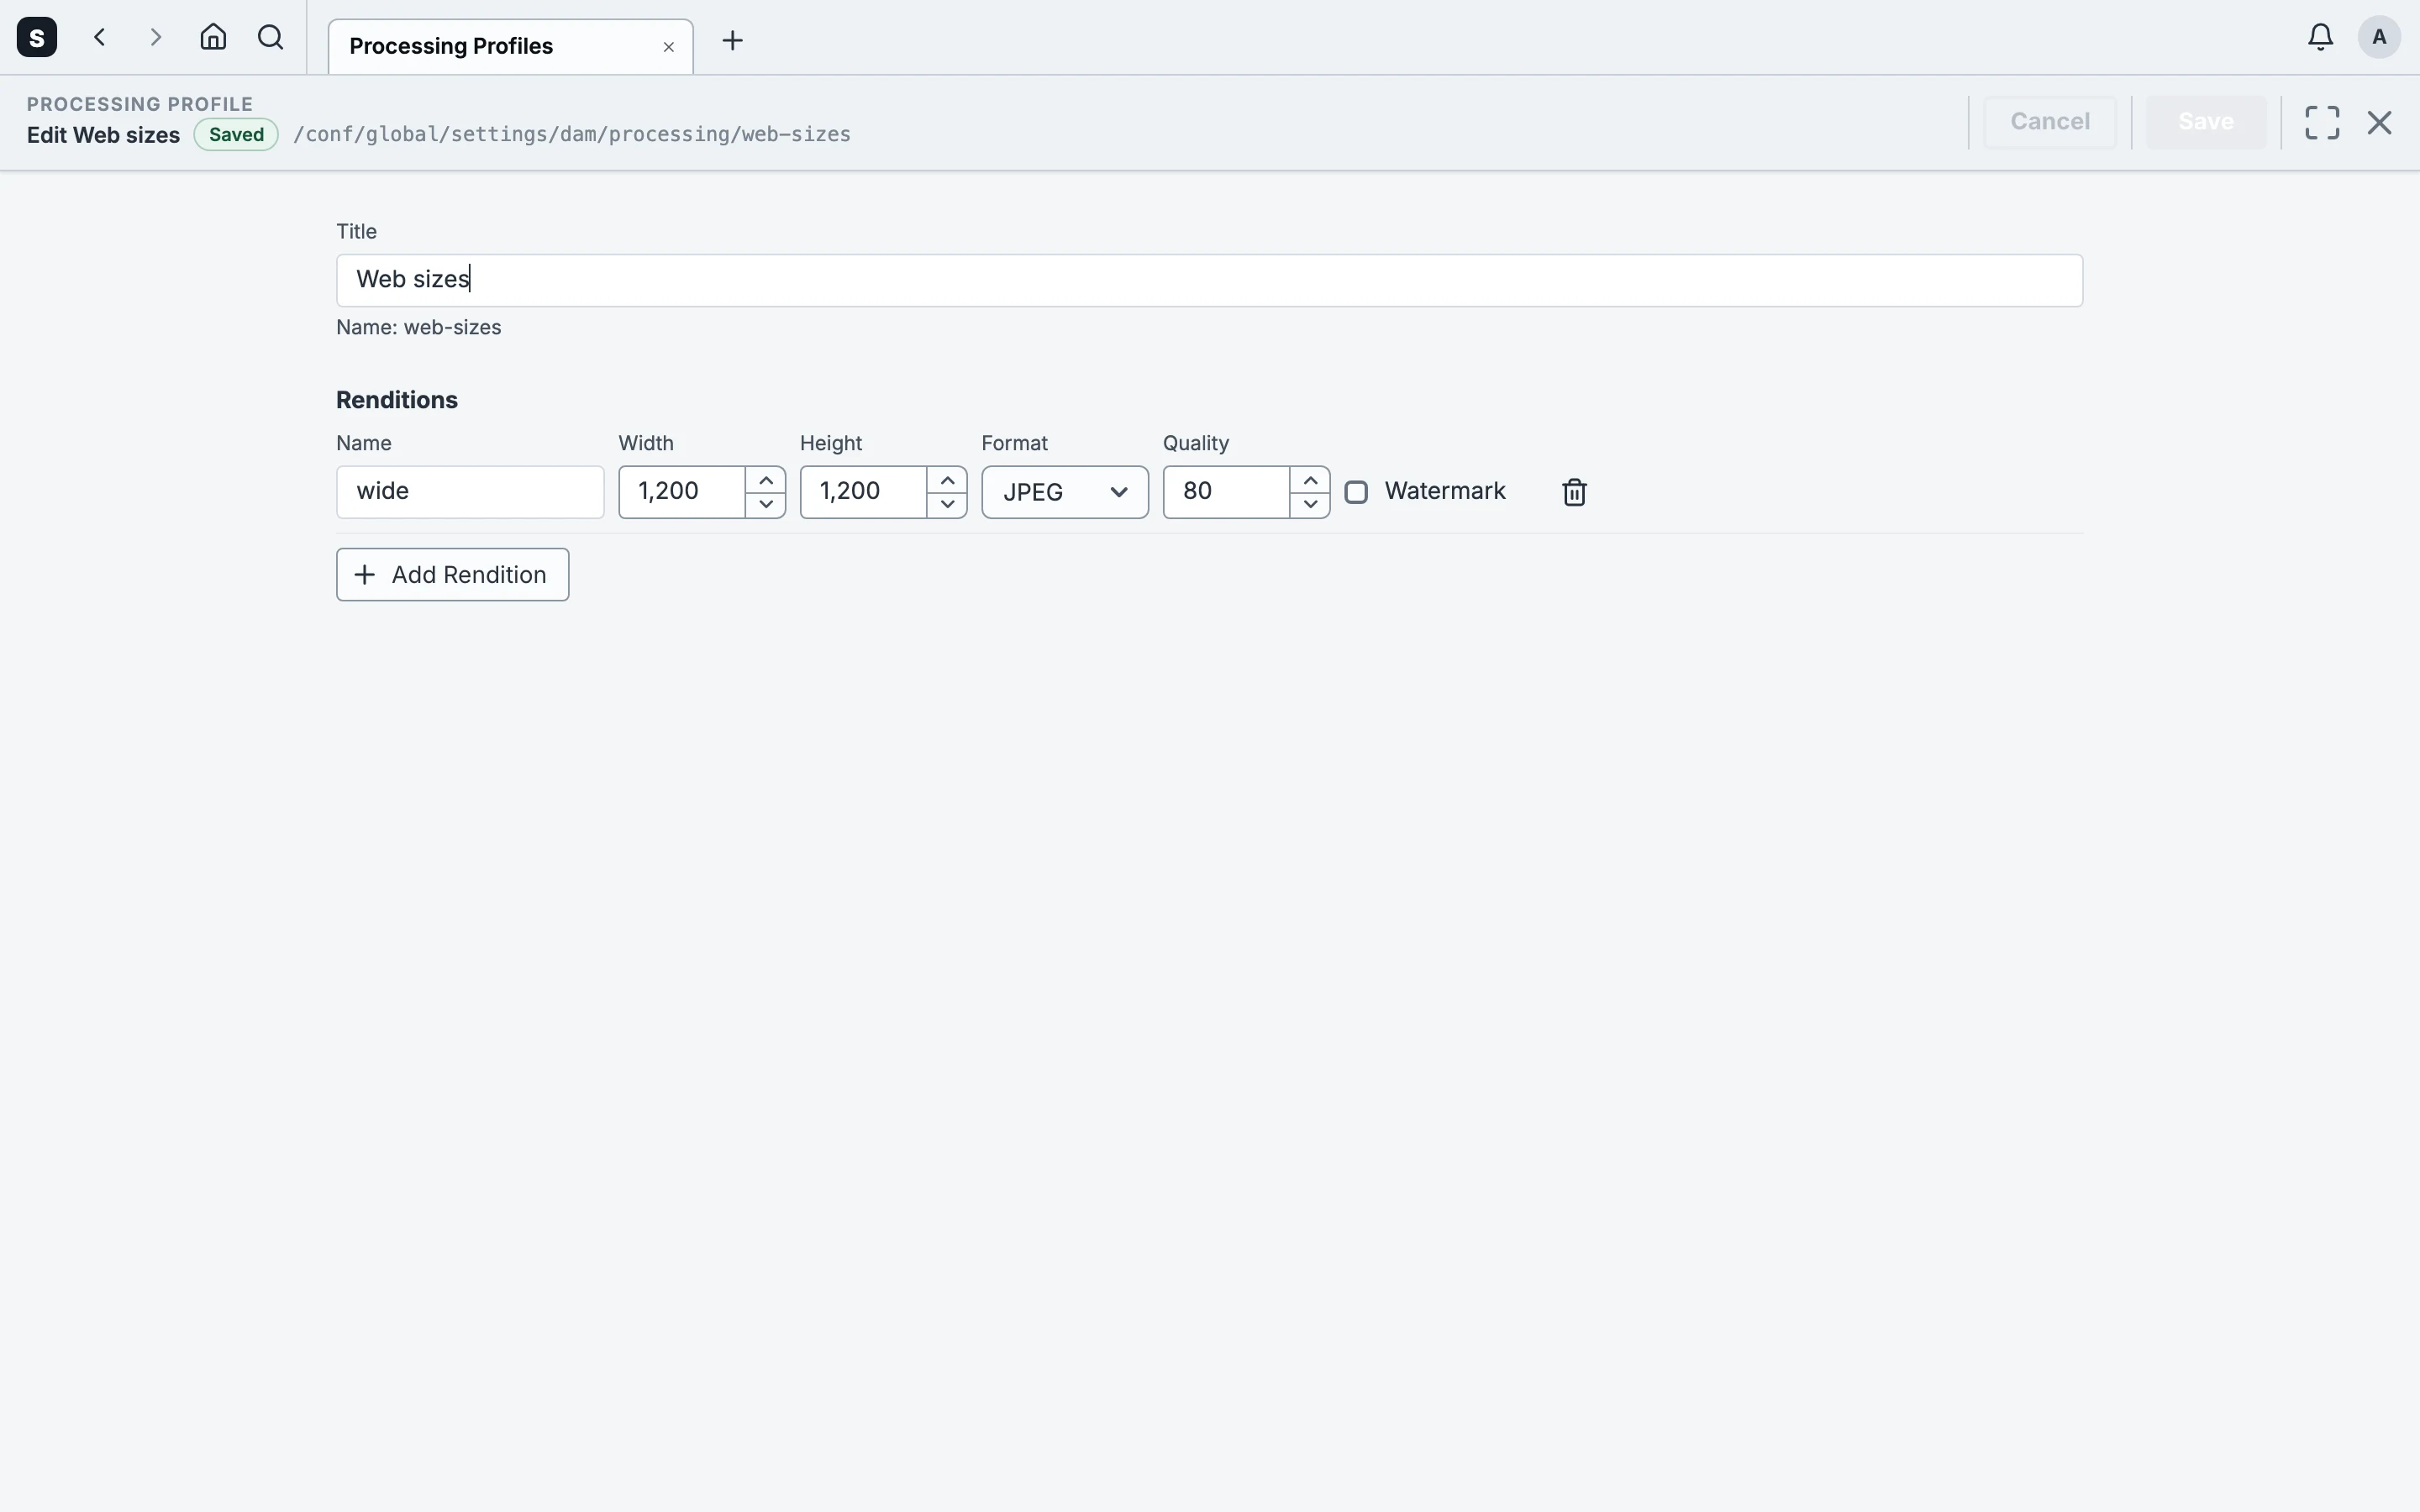 S
Processing Profiles
A
PROCESSING PROFILE
Edit Web sizes Saved /conf/global/settings/dam/processing/web-sizes
Cancel Save
Title
Web sizes
Name: web-sizes
Renditions
Name Width Height Format Quality
wide 1,200 1,200 JPEG 80 Watermark
Add Rendition